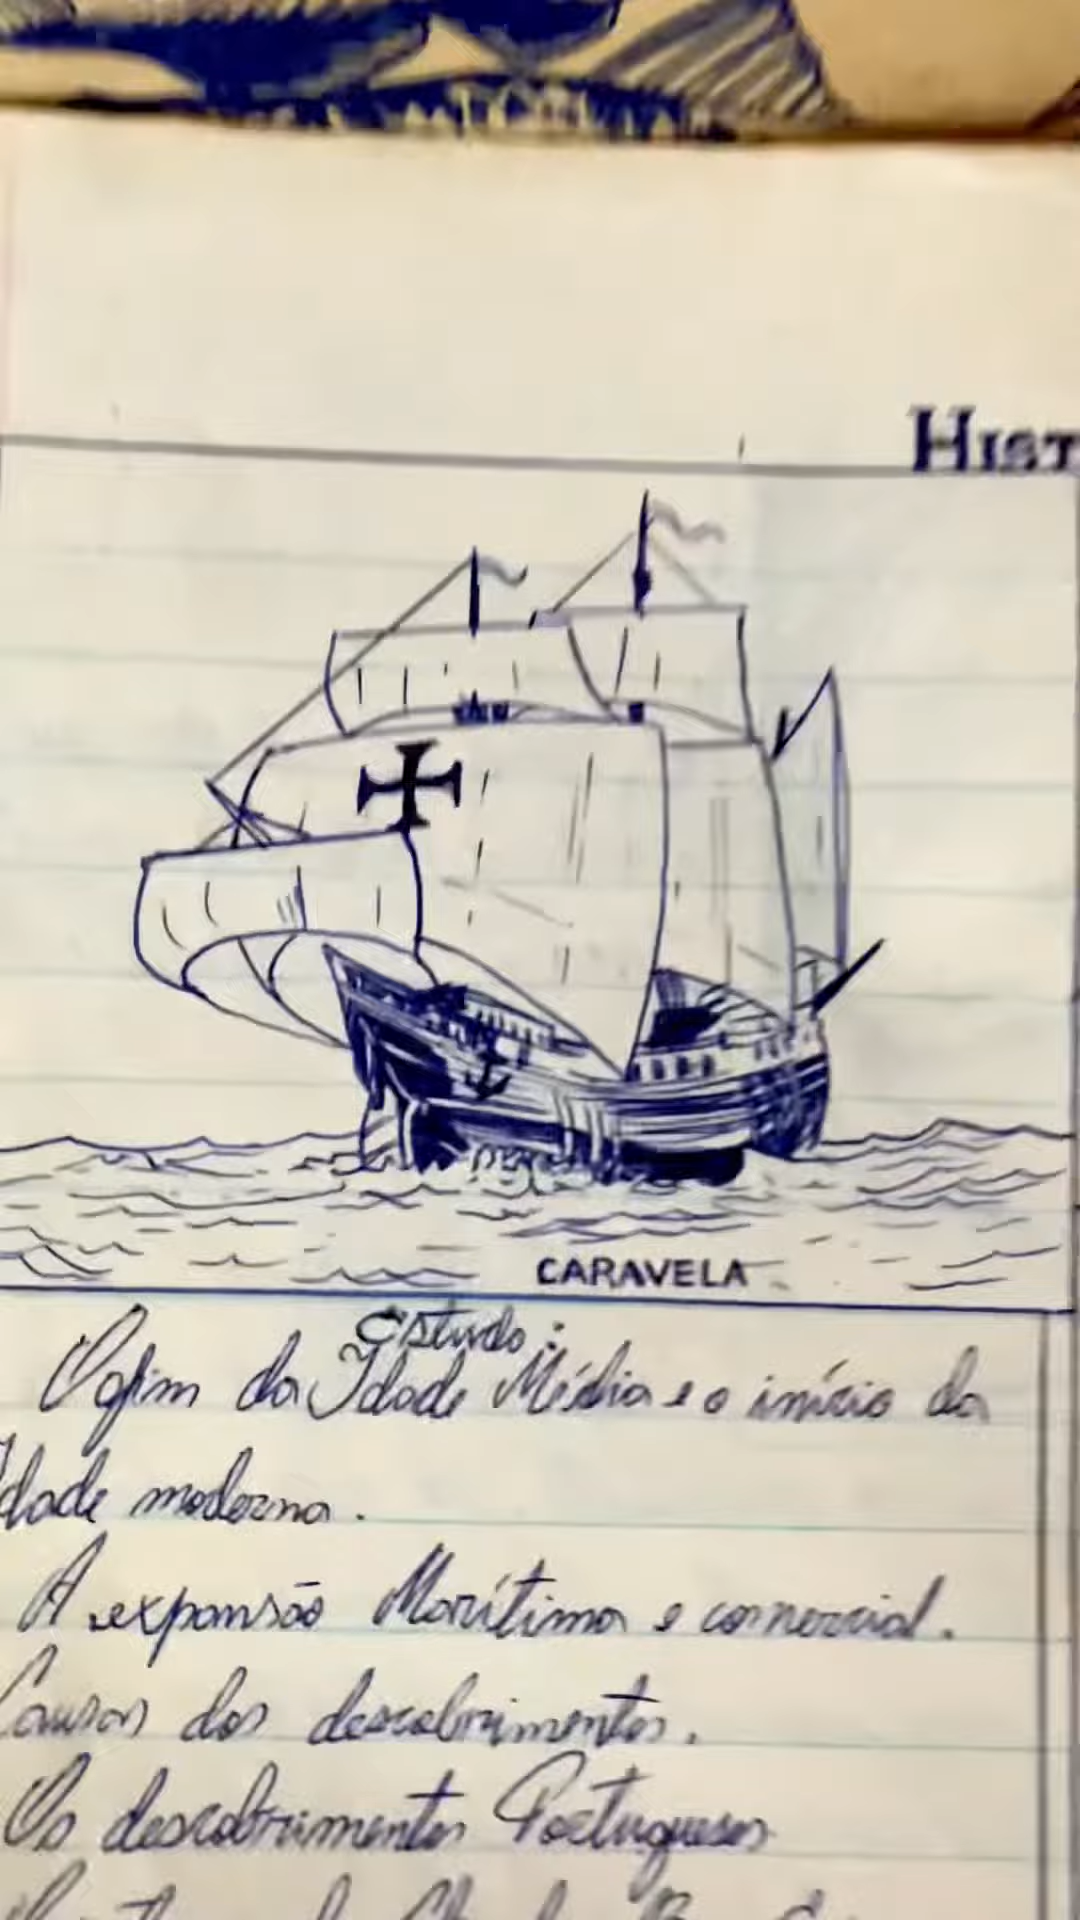 HIST
CARAVELA
Estudo:
O fim da Idade Média e o início da
Idade moderna.
A expansão Marítima e comercial.
Causas dos descobrimentos.
Os descobrimentos Portugueses